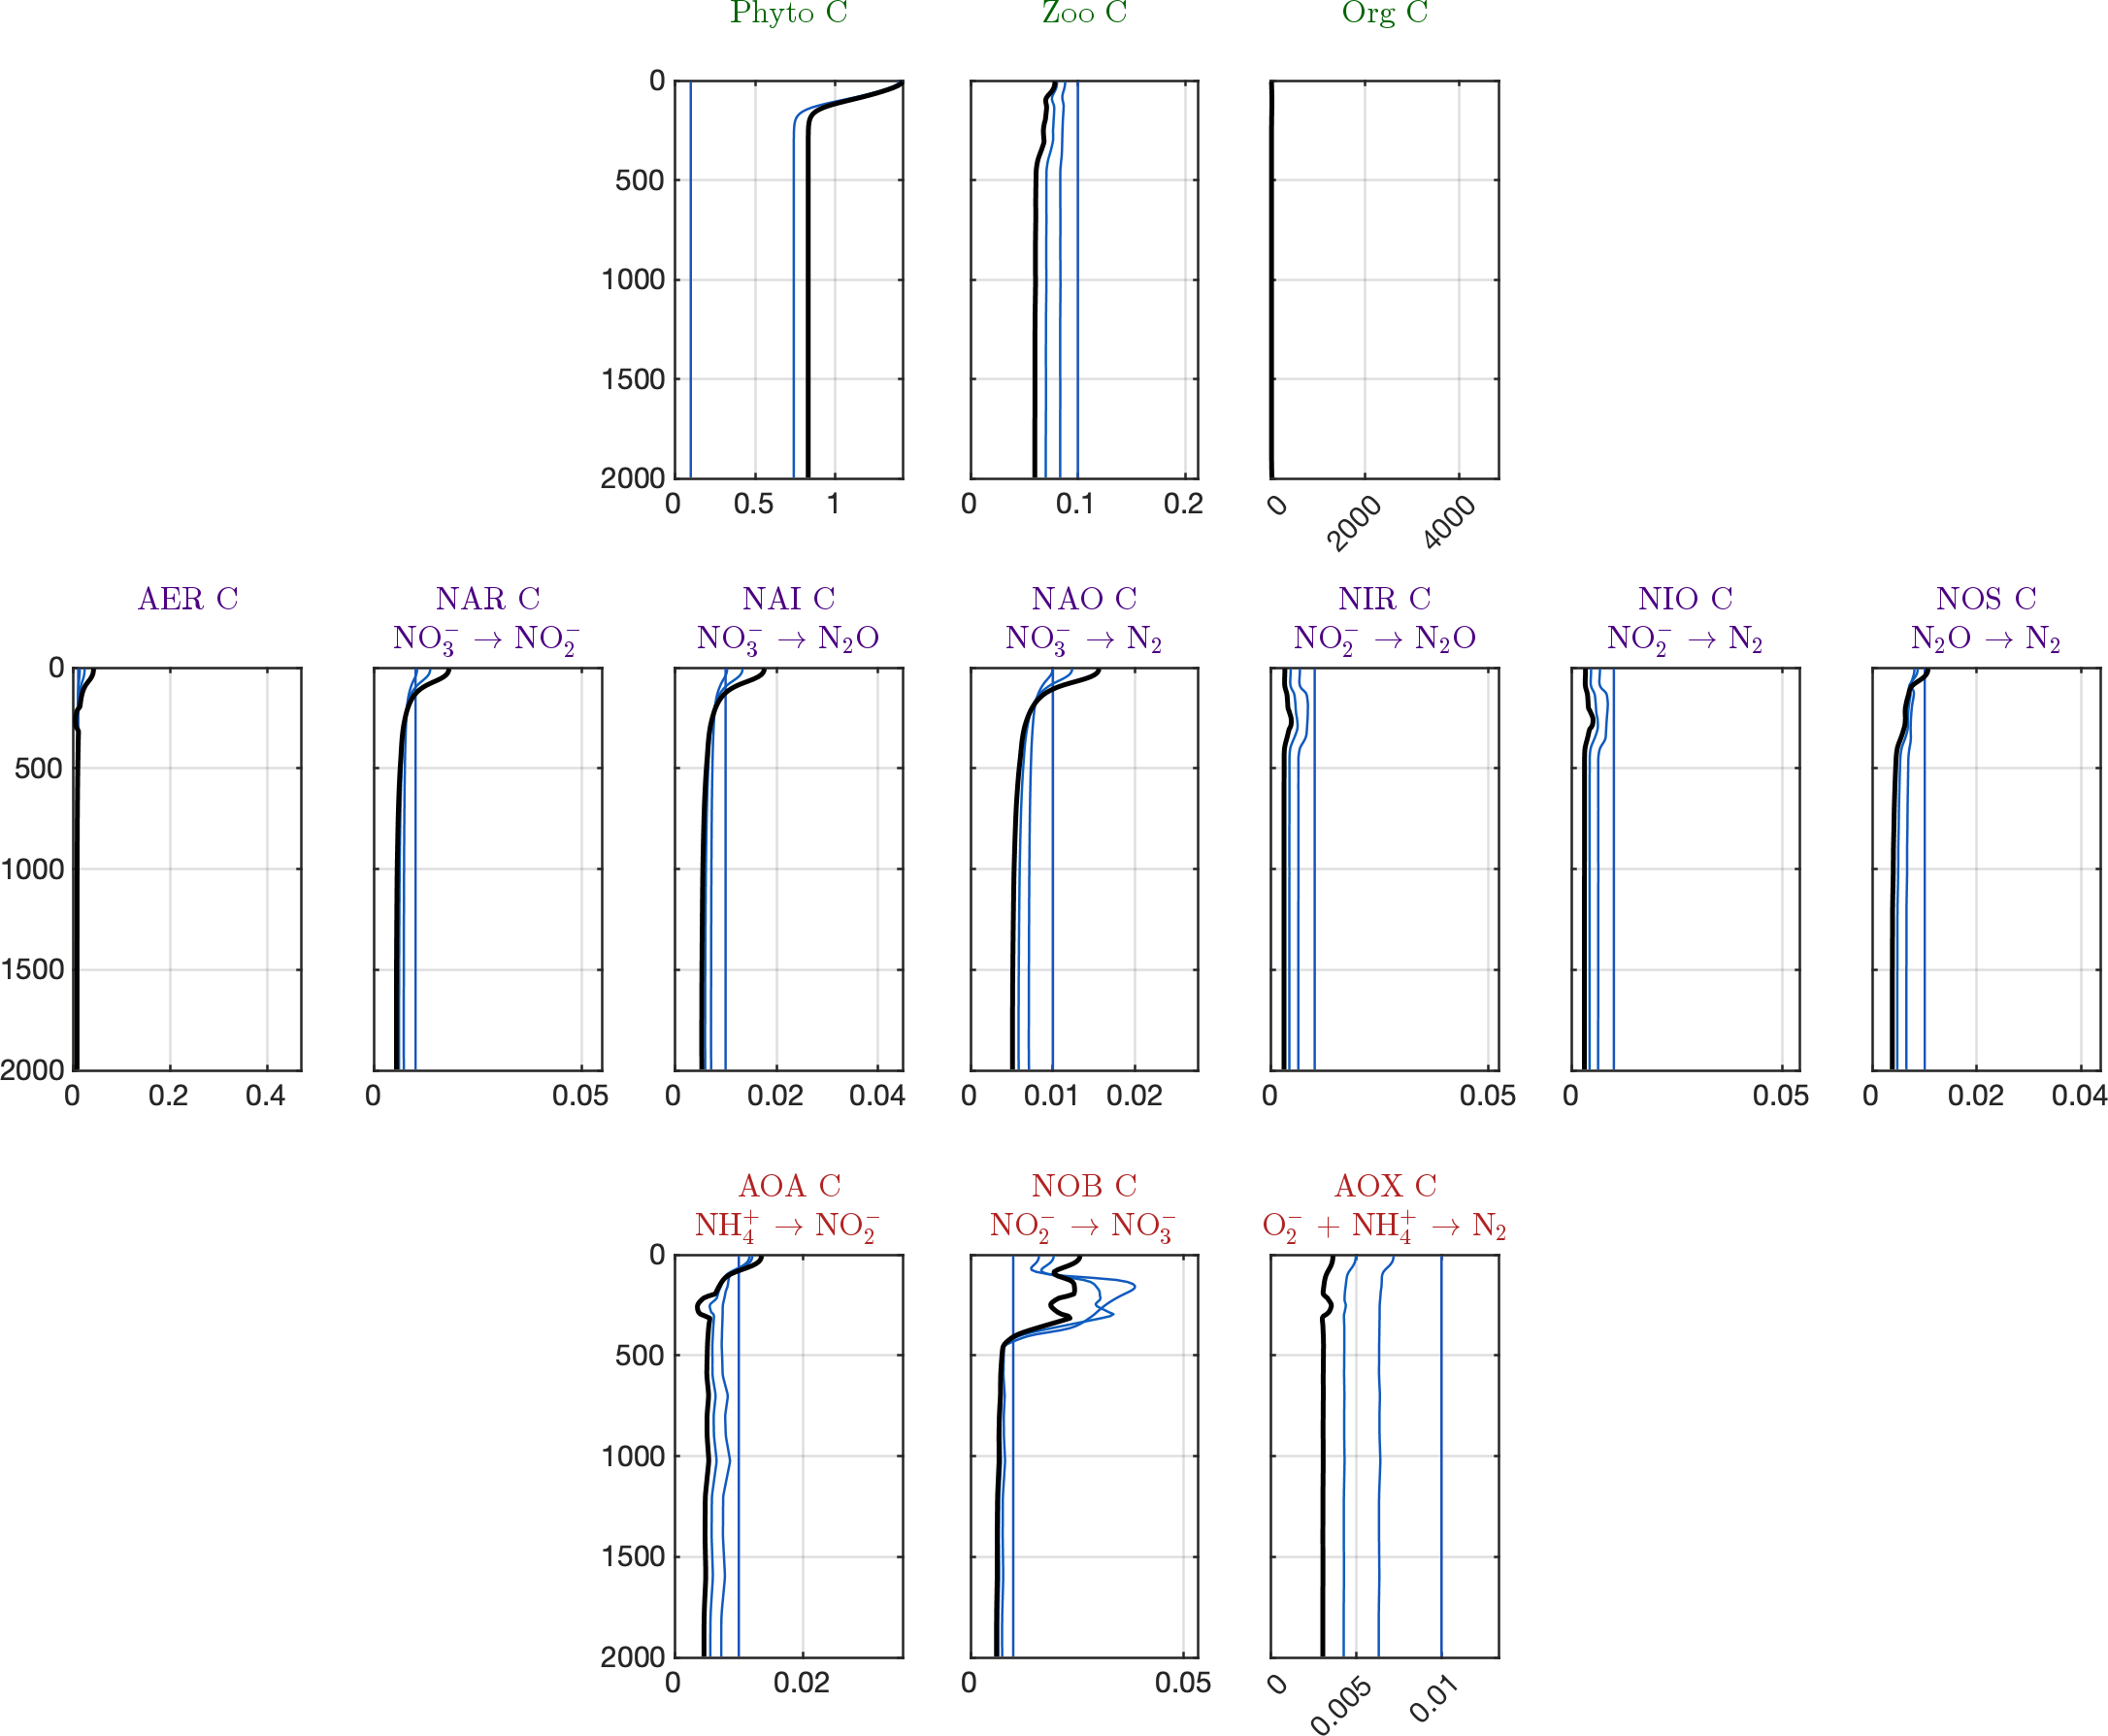 Phyto C Zoo C Org C
0
500
1000
1500
2000
0 0.5 1 0 0.1 0.2 0 2000 4000
AER C NAR C NAI C NAO C NIR C NIO C NOS C
NO₃⁻ → NO₂⁻ NO₃⁻ → N₂O NO₃⁻ → N₂ NO₂⁻ → N₂O NO₂⁻ → N₂ N₂O → N₂
0
500
1000
1500
2000
0 0.2 0.4 0 0.05 0 0.02 0.04 0 0.01 0.02 0 0.05 0 0.05 0 0.02 0.04
AOA C NOB C AOX C
NH₄⁺ → NO₂⁻ NO₂⁻ → NO₃⁻ O₂⁻ + NH₄⁺ → N₂
0
500
1000
1500
2000
0 0.02 0 0.05 0 0.005 0.01